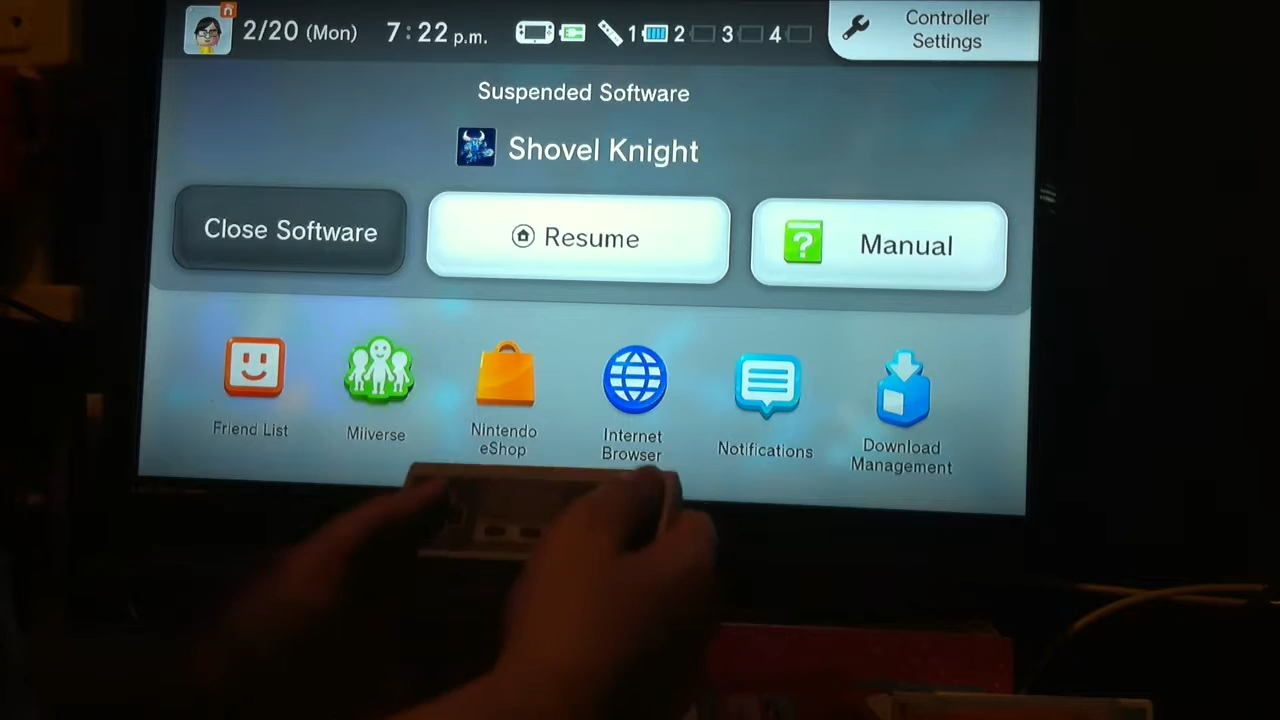 2/20 (Mon) 7:22 p.m. 1 2 3 4
Controller
Settings
Suspended Software
Shovel Knight
Close Software
Resume
? Manual
Friend List
Miiverse
Nintendo
eShop
Internet
Browser
Notifications
Download
Management